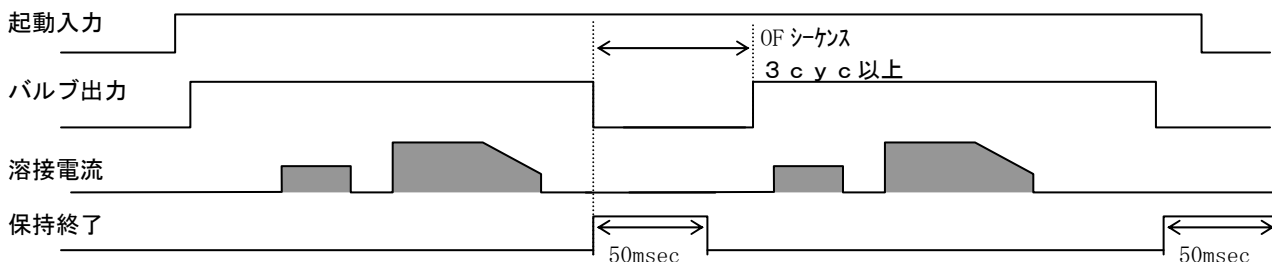 起動入力
OF シーケンス
3cyc以上
バルブ出力
溶接電流
保持終了
50msec
50msec